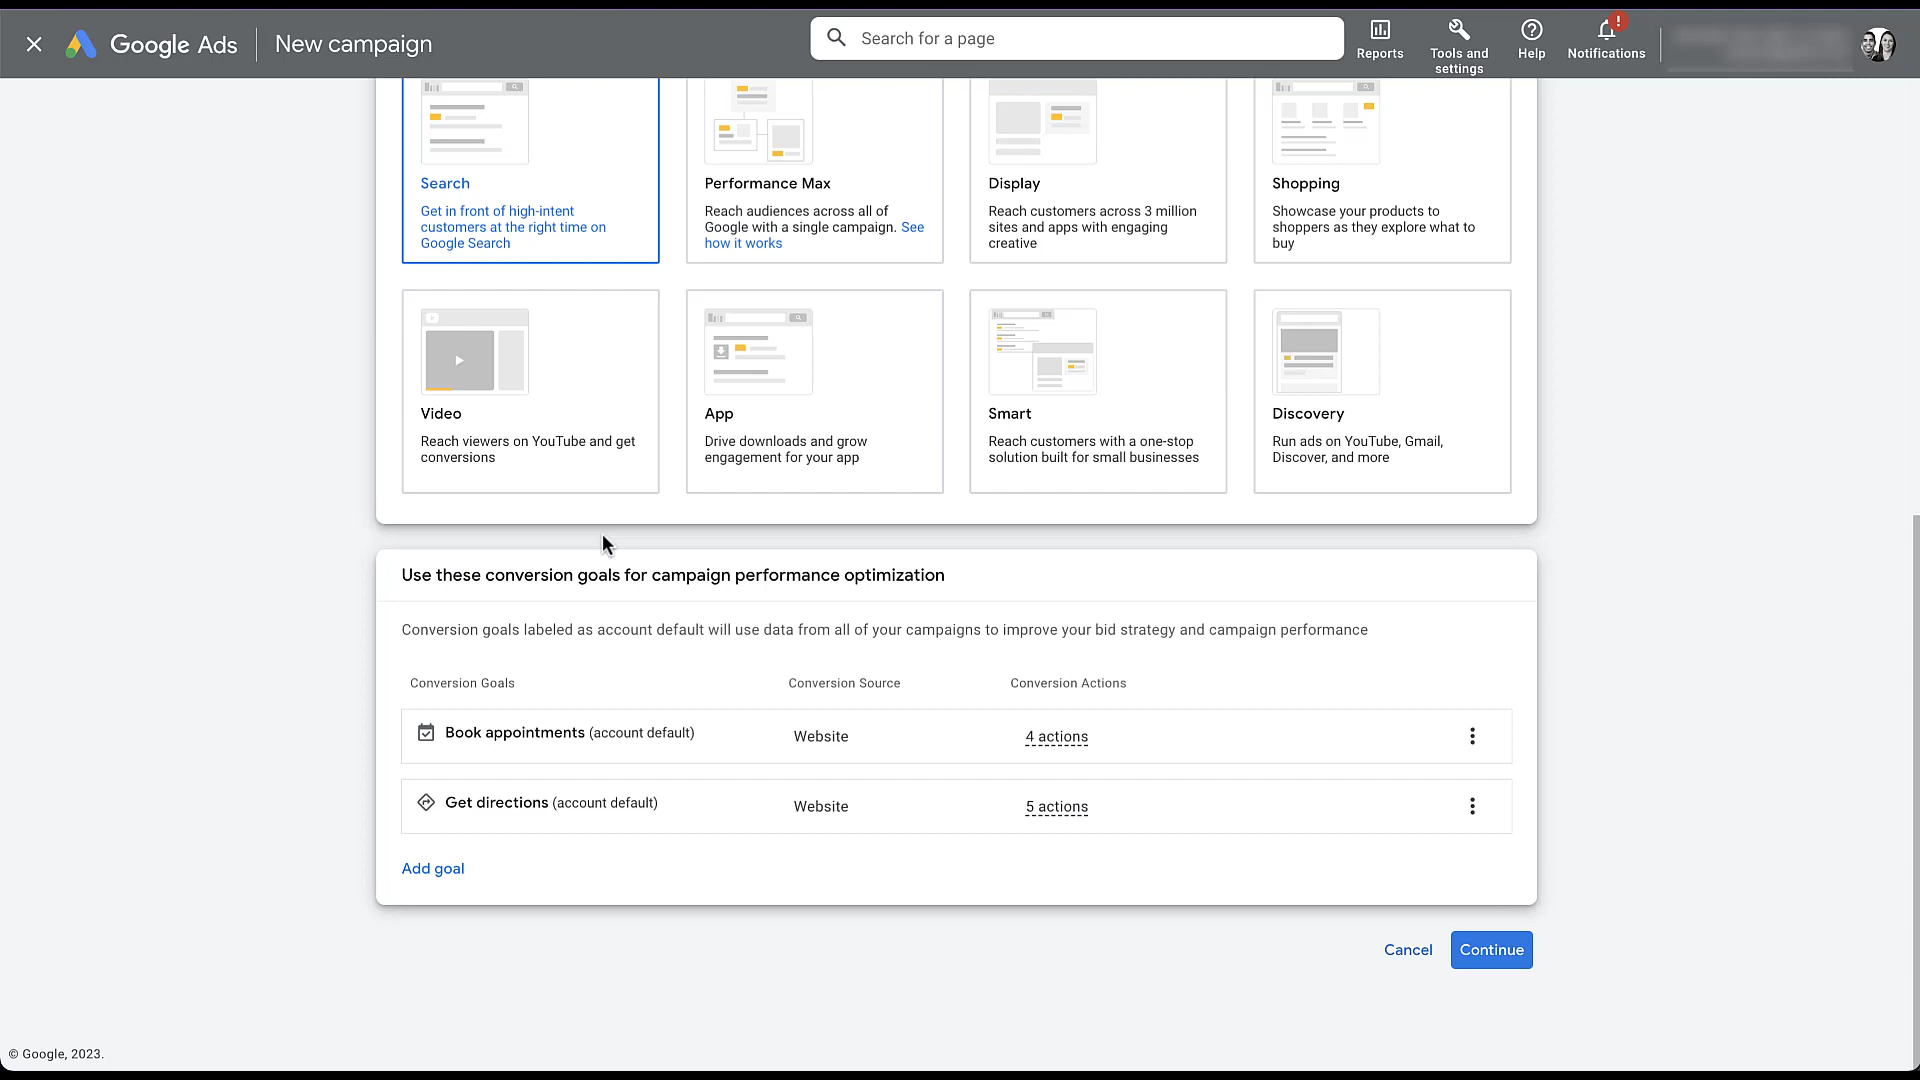 Google Ads
New campaign
Search for a page
Reports
Tools and
settings
Help
Notifications
!
Search
Get in front of high-intent
customers at the right time on
Google Search
Performance Max
Reach audiences across all of
Google with a single campaign. See
how it works
Display
Reach customers across 3 million
sites and apps with engaging
creative
Shopping
Showcase your products to
shoppers as they explore what to
buy
Video
Reach viewers on YouTube and get
conversions
App
Drive downloads and grow
engagement for your app
Smart
Reach customers with a one-stop
solution built for small businesses
Discovery
Run ads on YouTube, Gmail,
Discover, and more
Use these conversion goals for campaign performance optimization
Conversion goals labeled as account default will use data from all of your campaigns to improve your bid strategy and campaign performance
Conversion Goals
Conversion Source
Conversion Actions
Book appointments (account default)
Website
4 actions
Get directions (account default)
Website
5 actions
Add goal
Cancel
Continue
© Google, 2023.